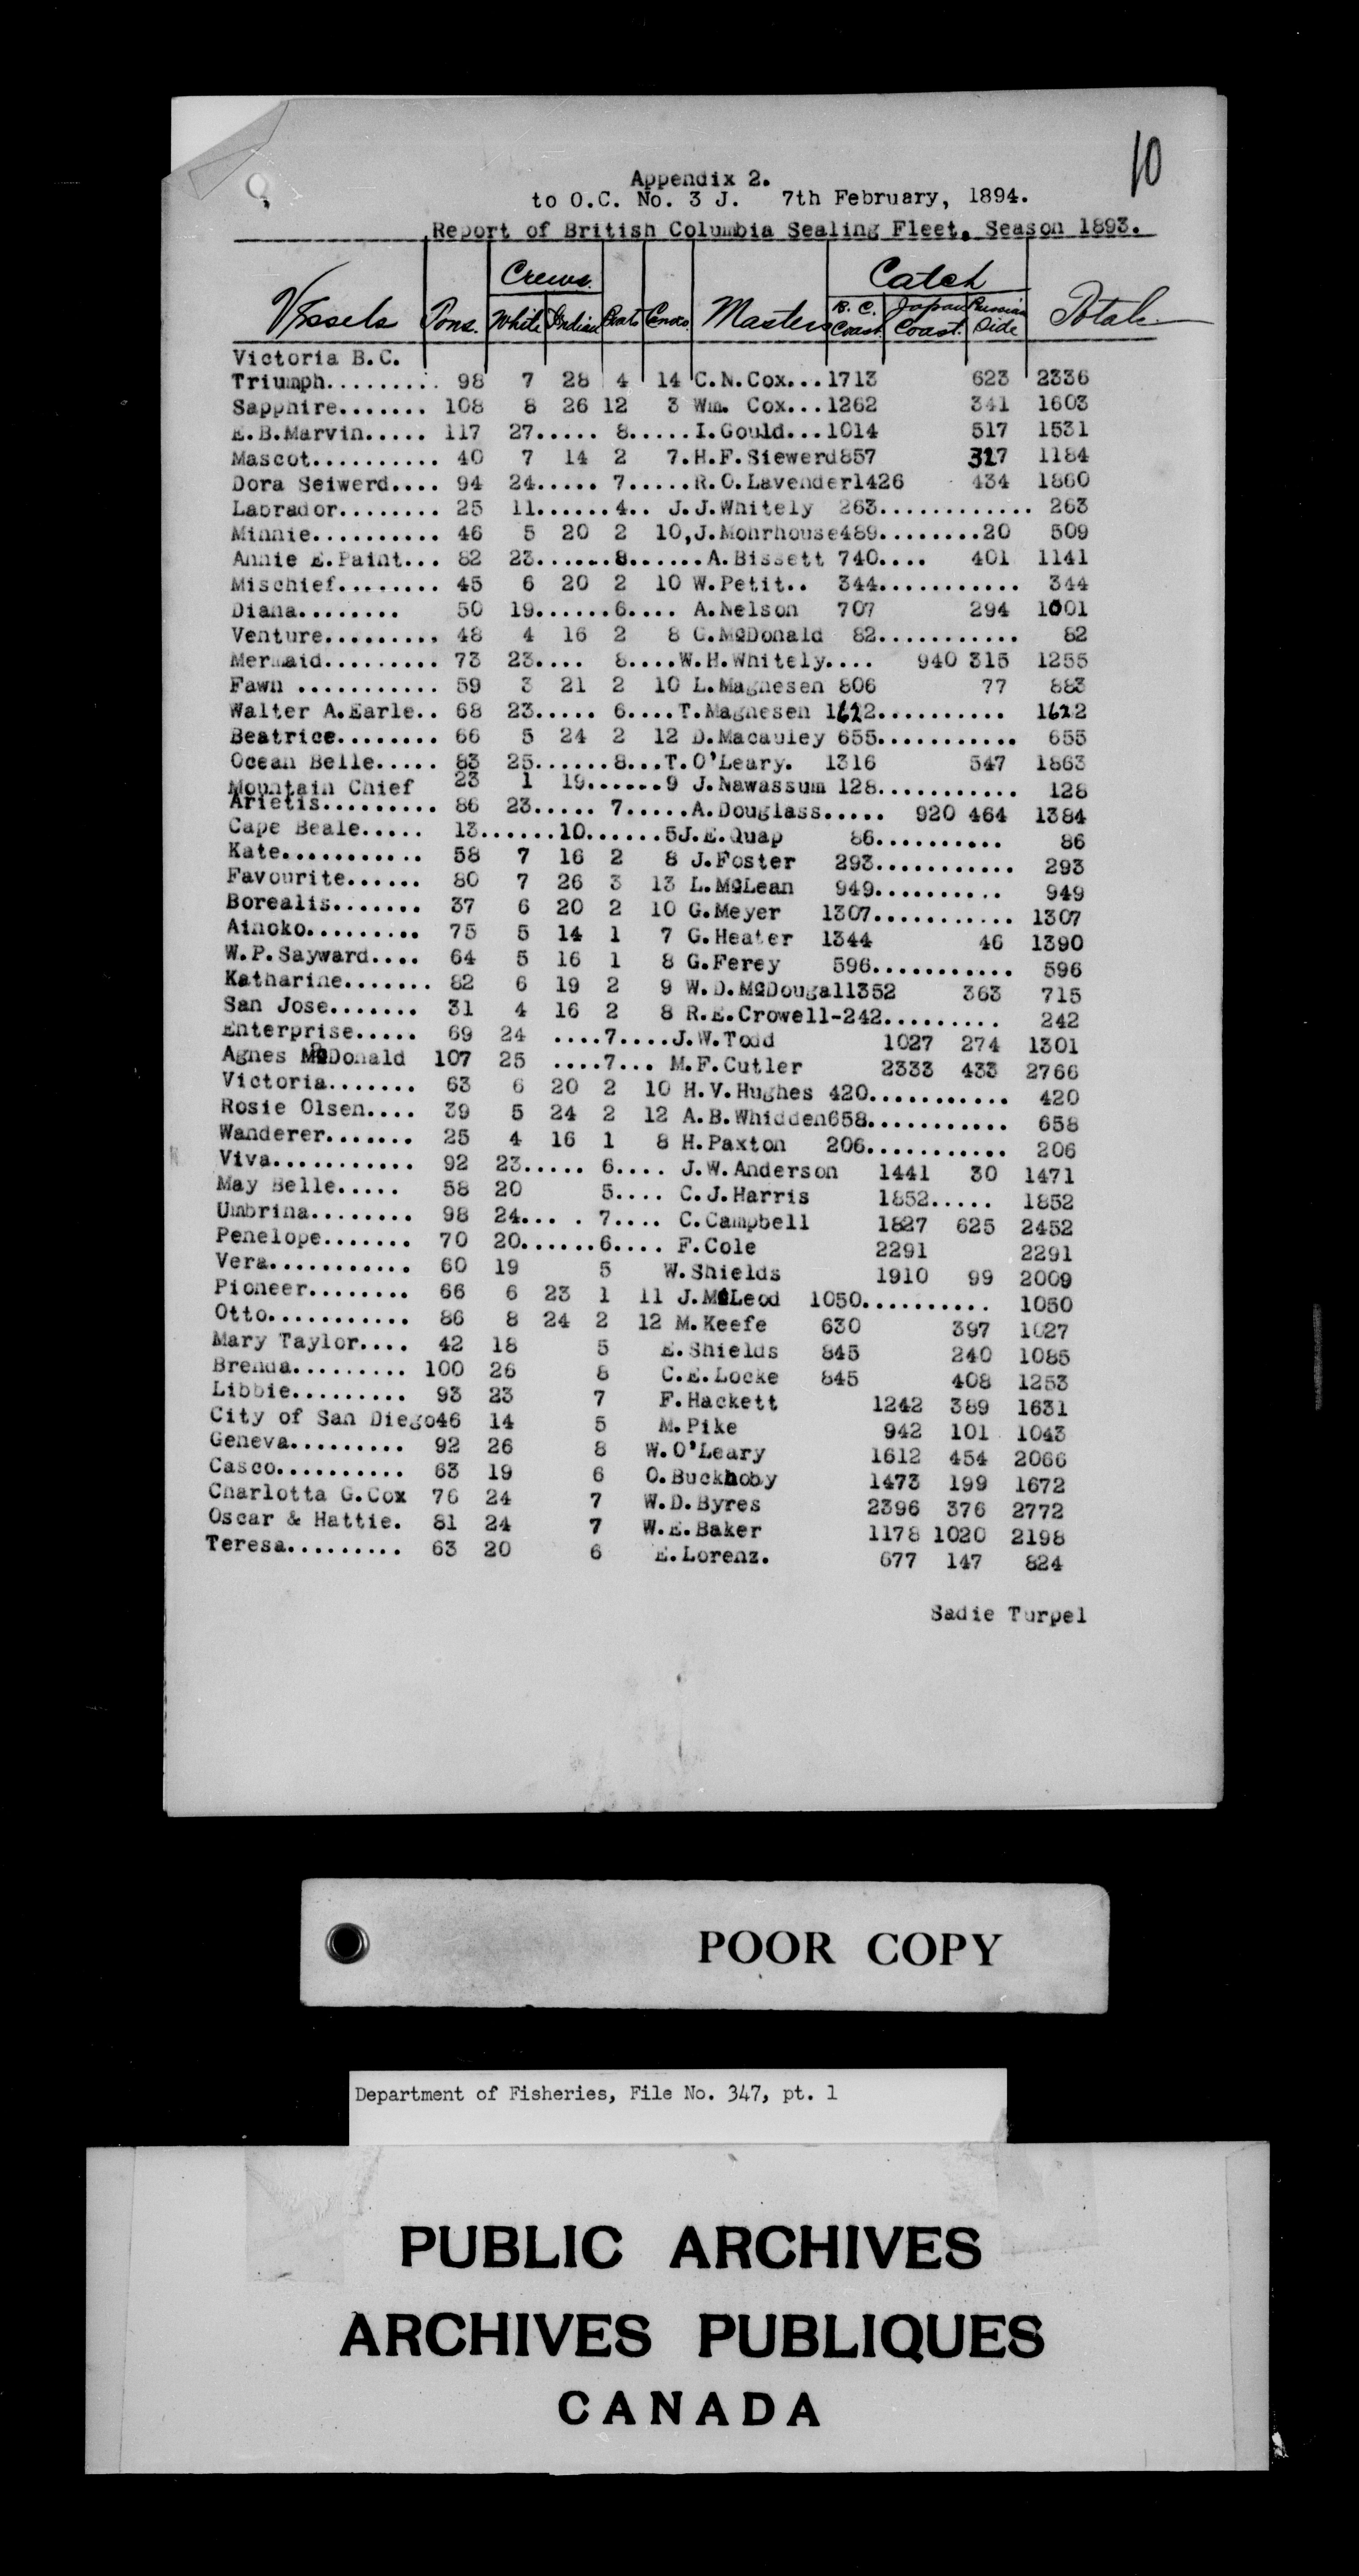 10
Appendix 2.
to O.C. No. 3 J. 7th February, 1894.
Report of British Columbia Sealing Fleet. Season 1893.
Crews. Catch
Vessels Tons. White Indian Boats Canoes Masters B.C. Coast. Japan Coast. Russian Side Total
Victoria B.C.
Triumph.......... 98 7 28 4 14 C.N.Cox...1713 623 2336
Sapphire....... 108 8 26 12 3 Wm. Cox...1262 341 1603
E.B.Marvin..... 117 27...... 8.....I.Gould...1014 517 1531
Mascot.......... 40 7 14 2 7.H.F.Siewerd857 327 1184
Dora Seiwerd.... 94 24..... 7.....R.O.Lavender1426 434 1860
Labrador........ 25 11.......4.. J.J.Whitely 263............ 263
Minnie.......... 46 5 20 2 10,J.Mohrhouse489........20 509
Annie E.Paint... 82 23.......8.......A.Bissett 740.... 401 1141
Mischief........ 45 6 20 2 10 W.Petit.. 344............ 344
Diana........ 50 19......6.... A.Nelson 707 294 1001
Venture........., 48 4 16 2 8 C.McDonald 82........... 82
Mermaid.......... 73 23.... 8....W.H.Whitely.... 940 315 1255
Fawn ........... 59 3 21 2 10 L.Magnesen 806 77 883
Walter A.Earle.. 68 23..... 6....T.Magnesen 1622........... 1622
Beatrice........ 66 5 24 2 12 D.Macauley 655............ 655
Ocean Belle..... 83 25.......8...T.O'Leary. 1316 547 1863
Mountain Chief 23 1 19......9 J.Nawassum 128........... 128
Arietis......... 86 23..... 7.....A.Douglass..... 920 464 1384
Cape Beale..... 13.......10......5J.E.Quap 86.......... 86
Kate........... 58 7 16 2 8 J.Foster 293........... 293
Favourite...... 80 7 26 3 13 L.McLean 949.......... 949
Borealis....... 37 6 20 2 10 G.Meyer 1307........... 1307
Ainoko......... 75 5 14 1 7 G.Heater 1344 46 1390
W.P.Sayward.... 64 5 16 1 8 G.Ferey 596........... 596
Katharine....... 82 6 19 2 9 W.D.McDougall352 363 715
San Jose....... 31 4 16 2 8 R.E.Crowell-242......... 242
Enterprise..... 69 24 ....7....J.W.Todd 1027 274 1301
Agnes McDonald 107 25 ....7... M.F.Cutler 2333 433 2766
Victoria....... 63 6 20 2 10 H.V.Hughes 420........... 420
Rosie Olsen.... 39 5 24 2 12 A.B.Whidden658........... 658
Wanderer....... 25 4 16 1 8 H.Paxton 206........... 206
Viva........... 92 23..... 6.... J.W.Anderson 1441 30 1471
May Belle..... 58 20 5.... C.J.Harris 1852..... 1852
Umbrina........ 98 24... . 7.... C.Campbell 1827 625 2452
Penelope....... 70 20......6.... F.Cole 2291 2291
Vera........... 60 19 5 W.Shields 1910 99 2009
Pioneer........ 66 6 23 1 11 J.McLeod 1050.......... 1050
Otto........... 86 8 24 2 12 M.Keefe 630 397 1027
Mary Taylor.... 42 18 5 E.Shields 845 240 1085
Brenda......... 100 26 8 C.E.Locke 845 408 1253
Libbie......... 93 23 7 F.Hackett 1242 389 1631
City of San Diego46 14 5 M.Pike 942 101 1043
Geneva......... 92 26 8 W.O'Leary 1612 454 2066
Casco.......... 63 19 6 O.Buckhoby 1473 199 1672
Charlotta G.Cox 76 24 7 W.D.Byres 2396 376 2772
Oscar & Hattie. 81 24 7 W.E.Baker 1178 1020 2198
Teresa......... 63 20 6 E.Lorenz. 677 147 824
Sadie Turpel
POOR COPY
Department of Fisheries, File No. 347, pt. 1
PUBLIC ARCHIVES
ARCHIVES PUBLIQUES
CANADA